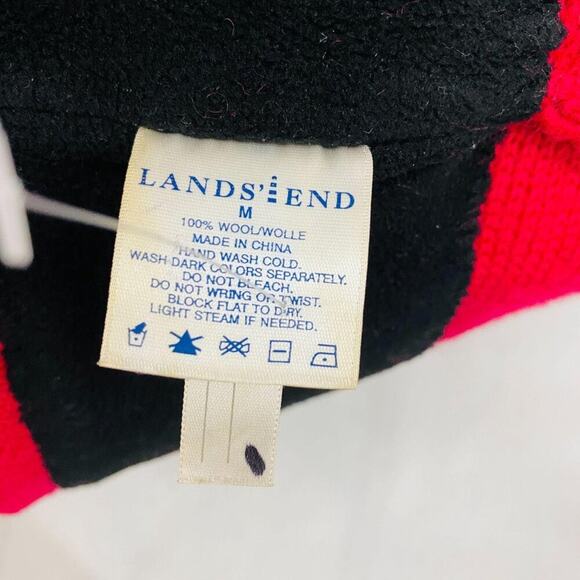 LANDS' END
M
100% WOOL/WOLLE
MADE IN CHINA
HAND WASH COLD.
WASH DARK COLORS SEPARATELY.
DO NOT BLEACH.
DO NOT WRING OR TWIST.
BLOCK FLAT TO DRY.
LIGHT STEAM IF NEEDED.